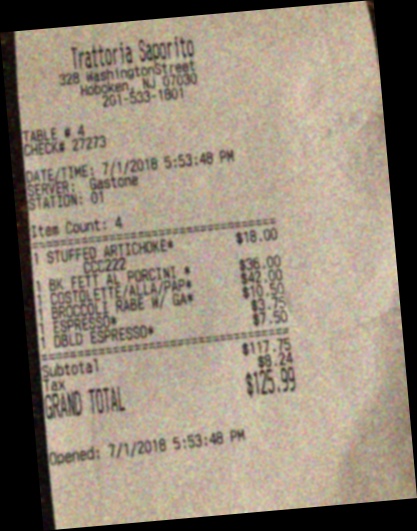 Trattoria Saporito
328 WashingtonStreet
Hoboken, NJ 07030
201-533-1801
TABLE # 4
CHECK# 27273
DATE/TIME: 7/1/2018 5:53:48 PM
SERVER: Gastone
STATION: 01
Item Count: 4
1 STUFFED ARTICHOKE* $18.00
CCC222
1 BK FETT AL PORCINI * $36.00
1 COSTOLETTE/ALLA/PAP* $42.00
1 BROCCOLI RABE W/ GA* $10.50
1 ESPRESSO* $3.75
1 DBLD ESPRESSO* $7.50
Subtotal $117.75
Tax $8.24
GRAND TOTAL $125.99
Opened: 7/1/2018 5:53:48 PM